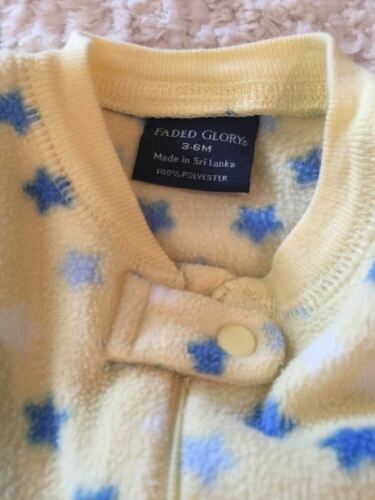 FADED GLORY®
3-6M
Made in Sri Lanka
100% POLYESTER